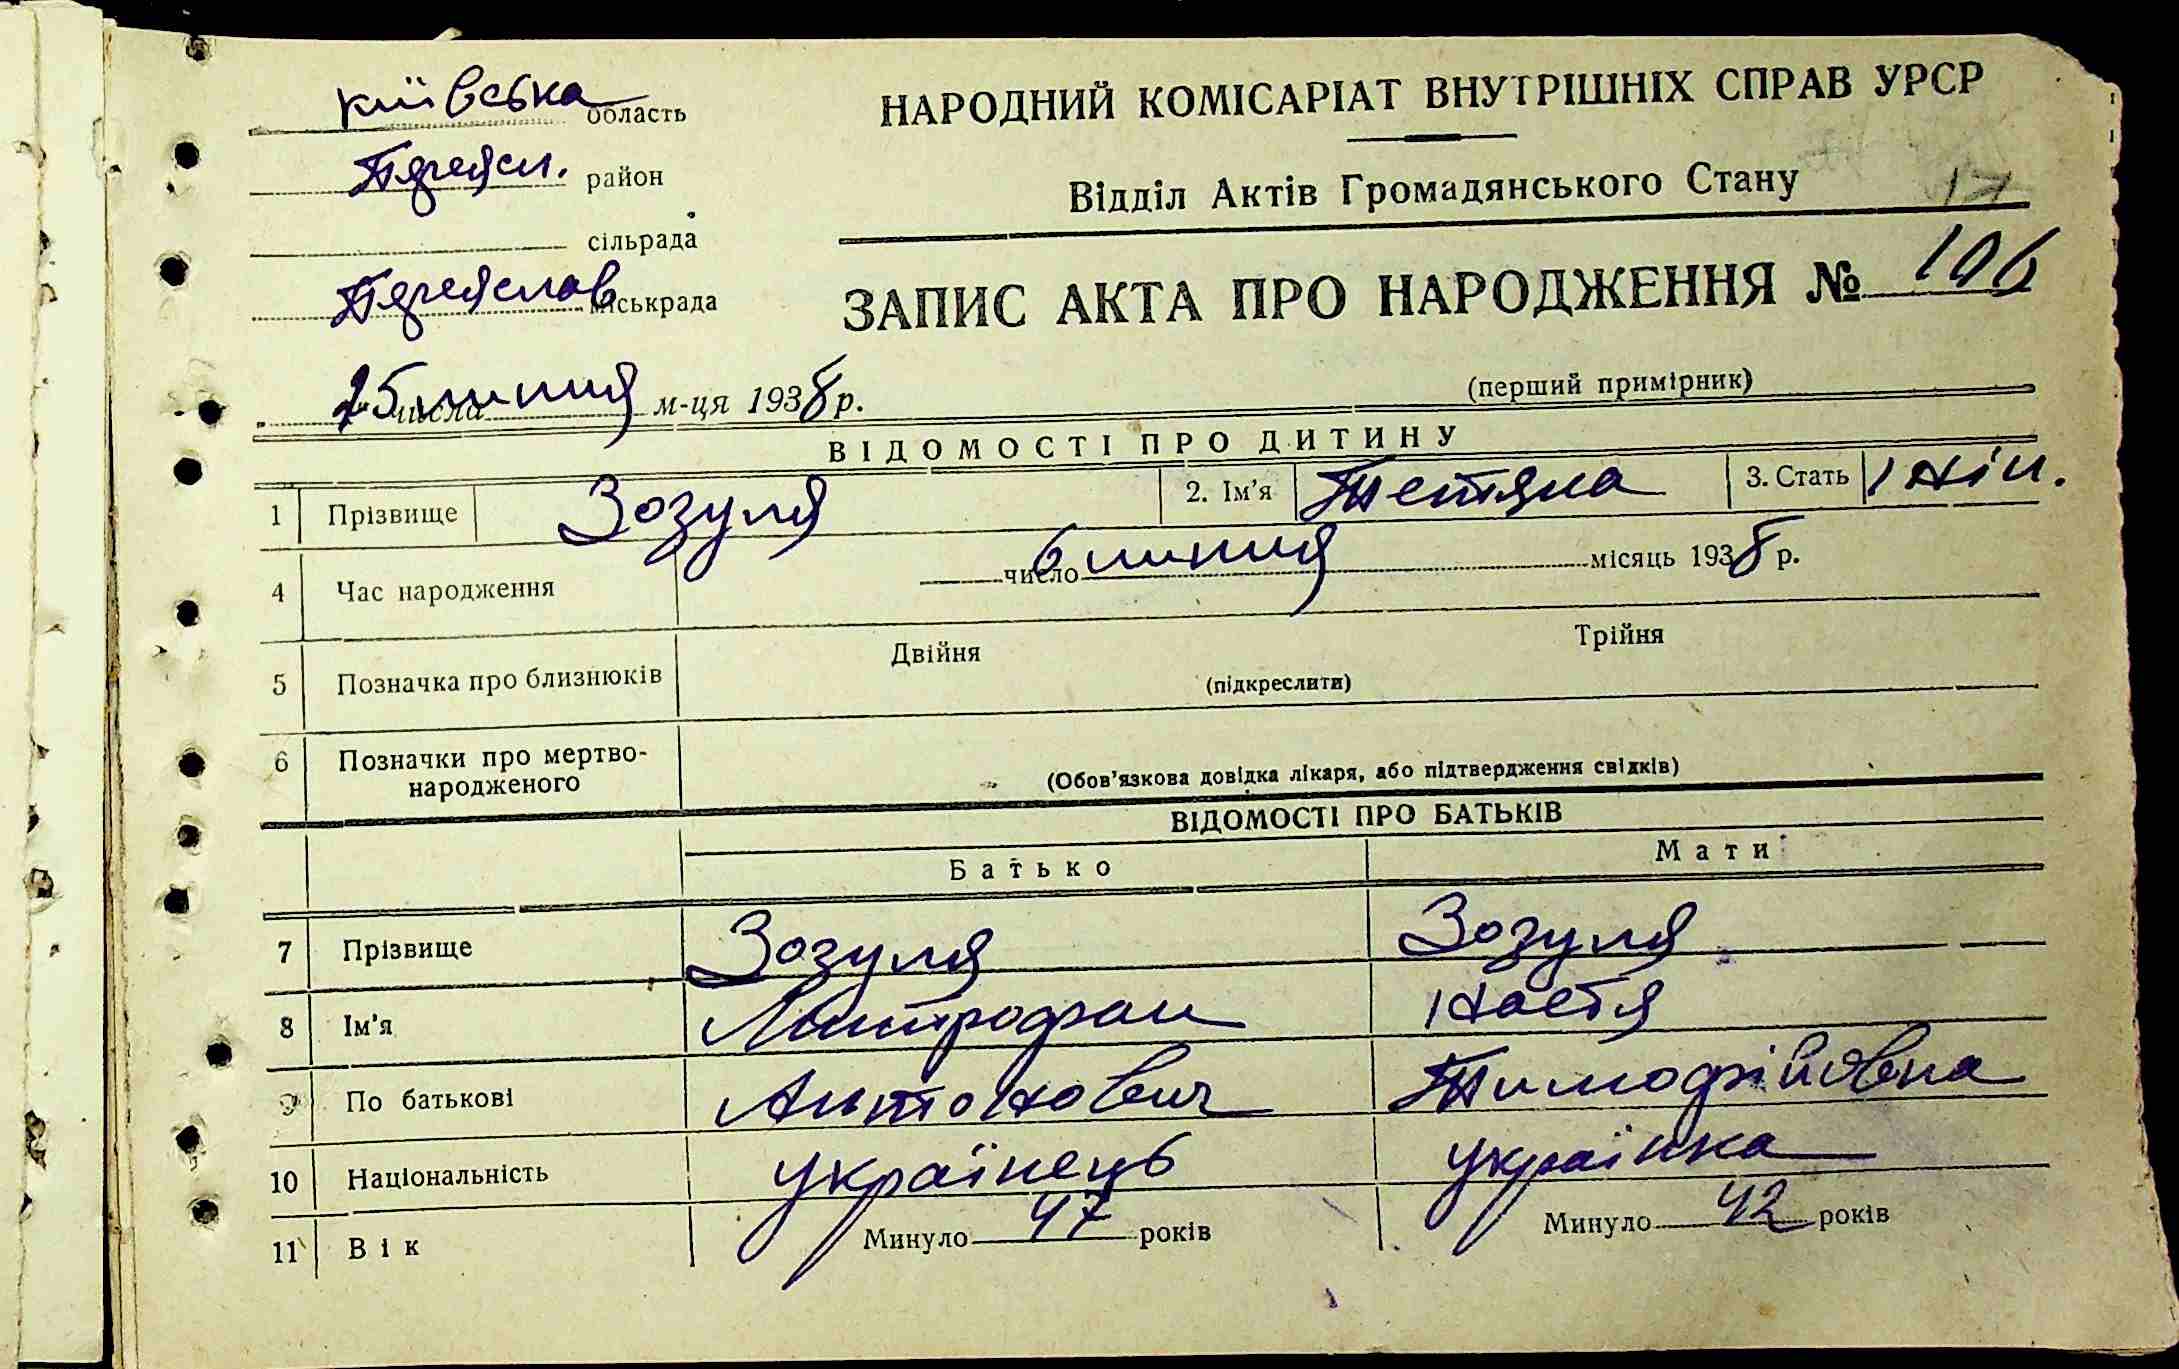 київська область
Переясл. район
сільрада
Переяслав міськрада
25 числа липня м-ця 1938 р.
НАРОДНИЙ КОМІСАРІАТ ВНУТРІШНІХ СПРАВ УРСР
Відділ Актів Громадянського Стану
17
ЗАПИС АКТА ПРО НАРОДЖЕННЯ № 106
(перший примірник)
ВІДОМОСТІ ПРО ДИТИНУ
1 Прізвище Зозуля 2. Ім'я Тетяна 3. Стать жін.
4 Час народження число 6 липня місяць 1938 р.
5 Позначка про близнюків Двійня Трійня
(підкреслити)
6 Позначки про мертво-
народженого (Обов'язкова довідка лікаря, або підтвердження свідків)
ВІДОМОСТІ ПРО БАТЬКІВ
Батько Мати
7 Прізвище Зозуля Зозуля
8 Ім'я Митрофан Настя
9 По батькові Антонович Тимофійовна
10 Національність українець українка
11 Вік Минуло 47 років Минуло 42 років